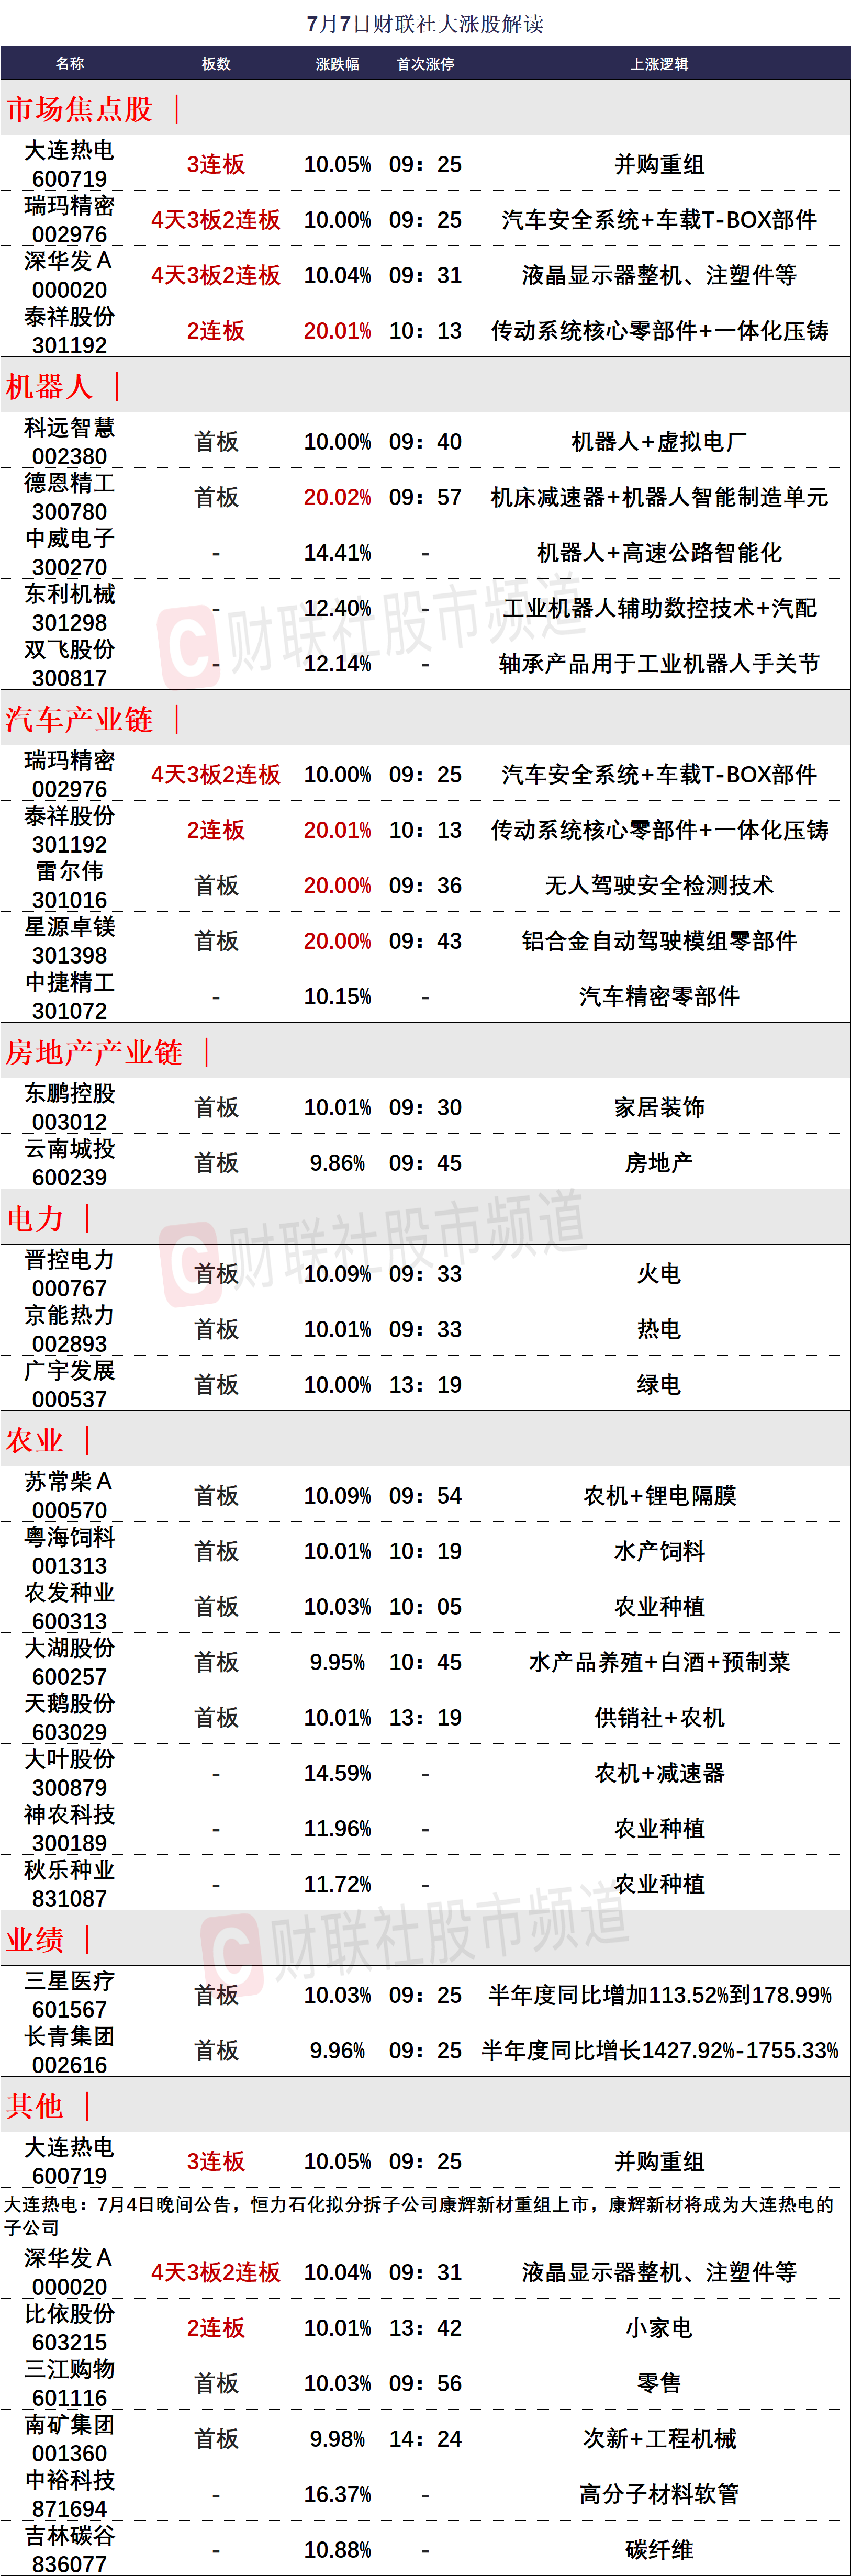 7月7日财联社大涨股解读
名称 板数 涨跌幅 首次涨停 上涨逻辑
市场焦点股 ｜
大连热电
600719 3连板 10.05% 09：25 并购重组
瑞玛精密
002976 4天3板2连板 10.00% 09：25 汽车安全系统+车载T-BOX部件
深华发Ａ
000020 4天3板2连板 10.04% 09：31 液晶显示器整机、注塑件等
泰祥股份
301192 2连板 20.01% 10：13 传动系统核心零部件+一体化压铸
机器人 ｜
科远智慧
002380 首板 10.00% 09：40 机器人+虚拟电厂
德恩精工
300780 首板 20.02% 09：57 机床减速器+机器人智能制造单元
中威电子
300270 - 14.41% - 机器人+高速公路智能化
东利机械
301298 - 12.40% - 工业机器人辅助数控技术+汽配
双飞股份
300817 - 12.14% - 轴承产品用于工业机器人手关节
C 财联社股市频道
汽车产业链 ｜
瑞玛精密
002976 4天3板2连板 10.00% 09：25 汽车安全系统+车载T-BOX部件
泰祥股份
301192 2连板 20.01% 10：13 传动系统核心零部件+一体化压铸
雷尔伟
301016 首板 20.00% 09：36 无人驾驶安全检测技术
星源卓镁
301398 首板 20.00% 09：43 铝合金自动驾驶模组零部件
中捷精工
301072 - 10.15% - 汽车精密零部件
房地产产业链 ｜
东鹏控股
003012 首板 10.01% 09：30 家居装饰
云南城投
600239 首板 9.86% 09：45 房地产
电力 ｜
C 财联社股市频道
晋控电力
000767 首板 10.09% 09：33 火电
京能热力
002893 首板 10.01% 09：33 热电
广宇发展
000537 首板 10.00% 13：19 绿电
农业 ｜
苏常柴Ａ
000570 首板 10.09% 09：54 农机+锂电隔膜
粤海饲料
001313 首板 10.01% 10：19 水产饲料
农发种业
600313 首板 10.03% 10：05 农业种植
大湖股份
600257 首板 9.95% 10：45 水产品养殖+白酒+预制菜
天鹅股份
603029 首板 10.01% 13：19 供销社+农机
大叶股份
300879 - 14.59% - 农机+减速器
神农科技
300189 - 11.96% - 农业种植
秋乐种业
831087 - 11.72% - 农业种植
C 财联社股市频道
业绩 ｜
三星医疗
601567 首板 10.03% 09：25 半年度同比增加113.52%到178.99%
长青集团
002616 首板 9.96% 09：25 半年度同比增长1427.92%-1755.33%
其他 ｜
大连热电
600719 3连板 10.05% 09：25 并购重组
大连热电：7月4日晚间公告，恒力石化拟分拆子公司康辉新材重组上市，康辉新材将成为大连热电的
子公司
深华发Ａ
000020 4天3板2连板 10.04% 09：31 液晶显示器整机、注塑件等
比依股份
603215 2连板 10.01% 13：42 小家电
三江购物
601116 首板 10.03% 09：56 零售
南矿集团
001360 首板 9.98% 14：24 次新+工程机械
中裕科技
871694 - 16.37% - 高分子材料软管
吉林碳谷
836077 - 10.88% - 碳纤维